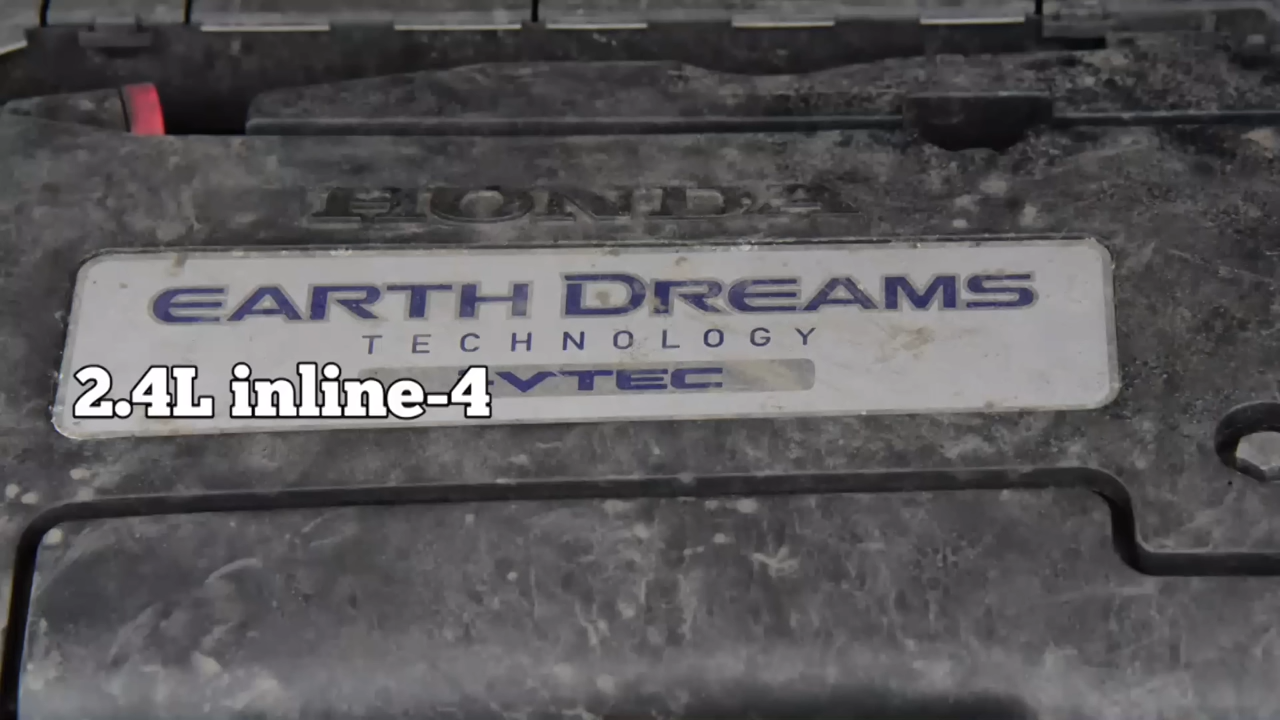 HONDA
EARTH DREAMS
TECHNOLOGY
VTEC
2.4L inline-4